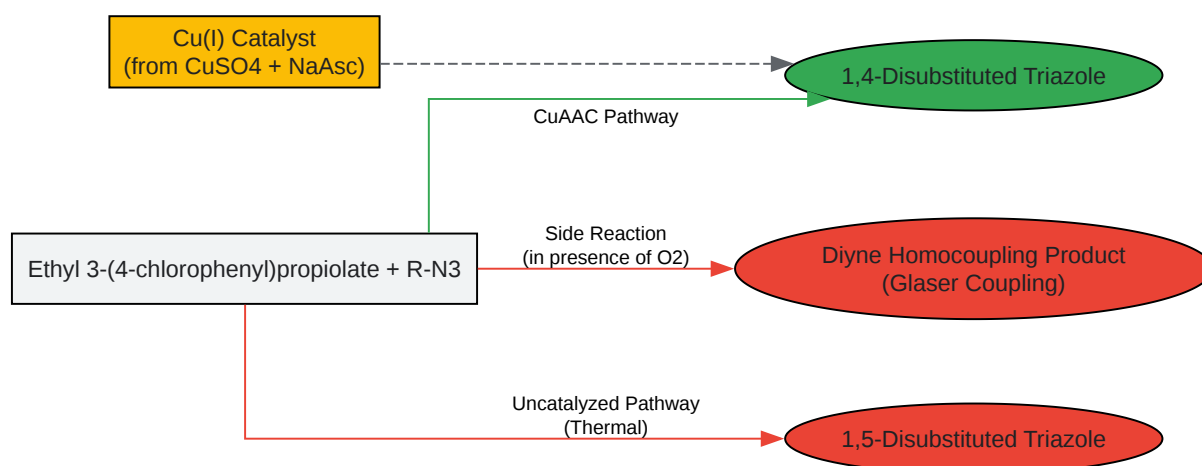 Cu(I) Catalyst
(from CuSO4 + NaAsc)
1,4-Disubstituted Triazole
CuAAC Pathway
Ethyl 3-(4-chlorophenyl)propiolate + R-N3
Side Reaction
(in presence of O2)
Diyne Homocoupling Product
(Glaser Coupling)
Uncatalyzed Pathway
(Thermal)
1,5-Disubstituted Triazole